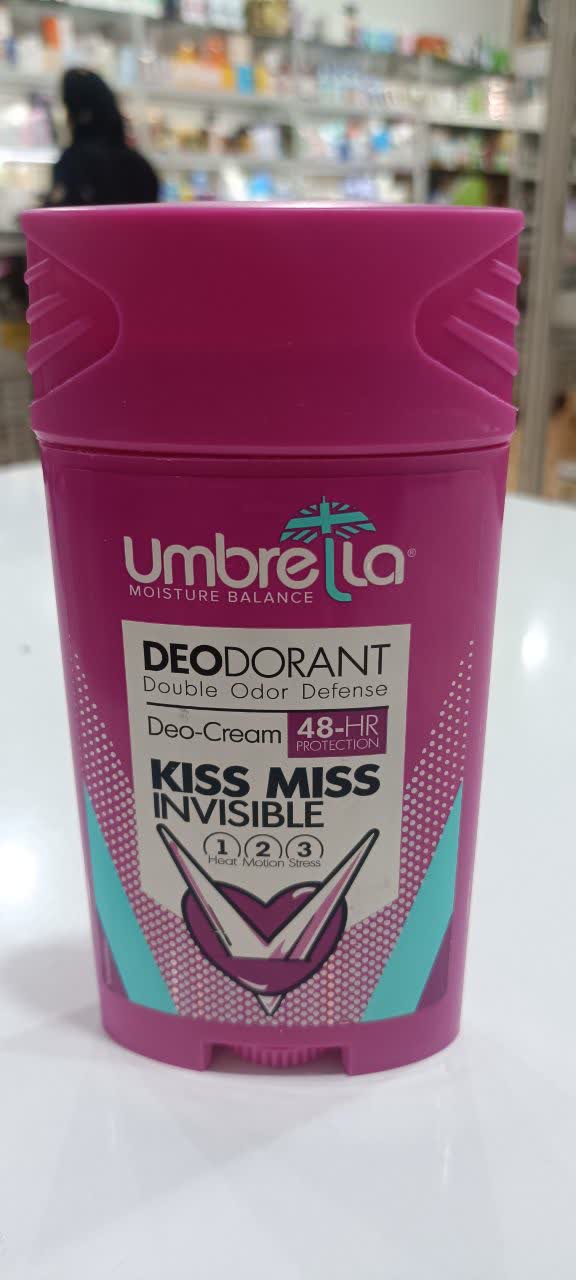 umbrella®
MOISTURE BALANCE
DEODORANT
Double Odor Defense
Deo-Cream 48-HR
PROTECTION
KISS MISS
INVISIBLE
1 2 3
Heat Motion Stress